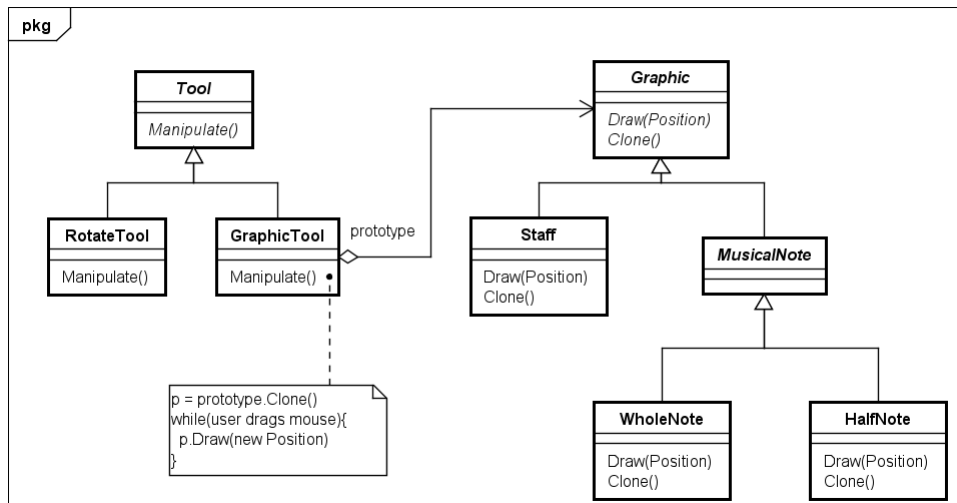 pkg
Tool
Manipulate()
RotateTool
Manipulate()
GraphicTool
Manipulate()
prototype
p = prototype.Clone()
while(user drags mouse){
p.Draw(new Position)
}
Graphic
Draw(Position)
Clone()
Staff
Draw(Position)
Clone()
MusicalNote
WholeNote
Draw(Position)
Clone()
HalfNote
Draw(Position)
Clone()